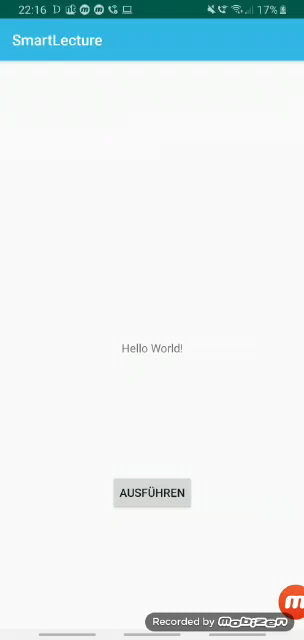 22:16 17%
SmartLecture
Hello World!
AUSFÜHREN
Recorded by Mobizen